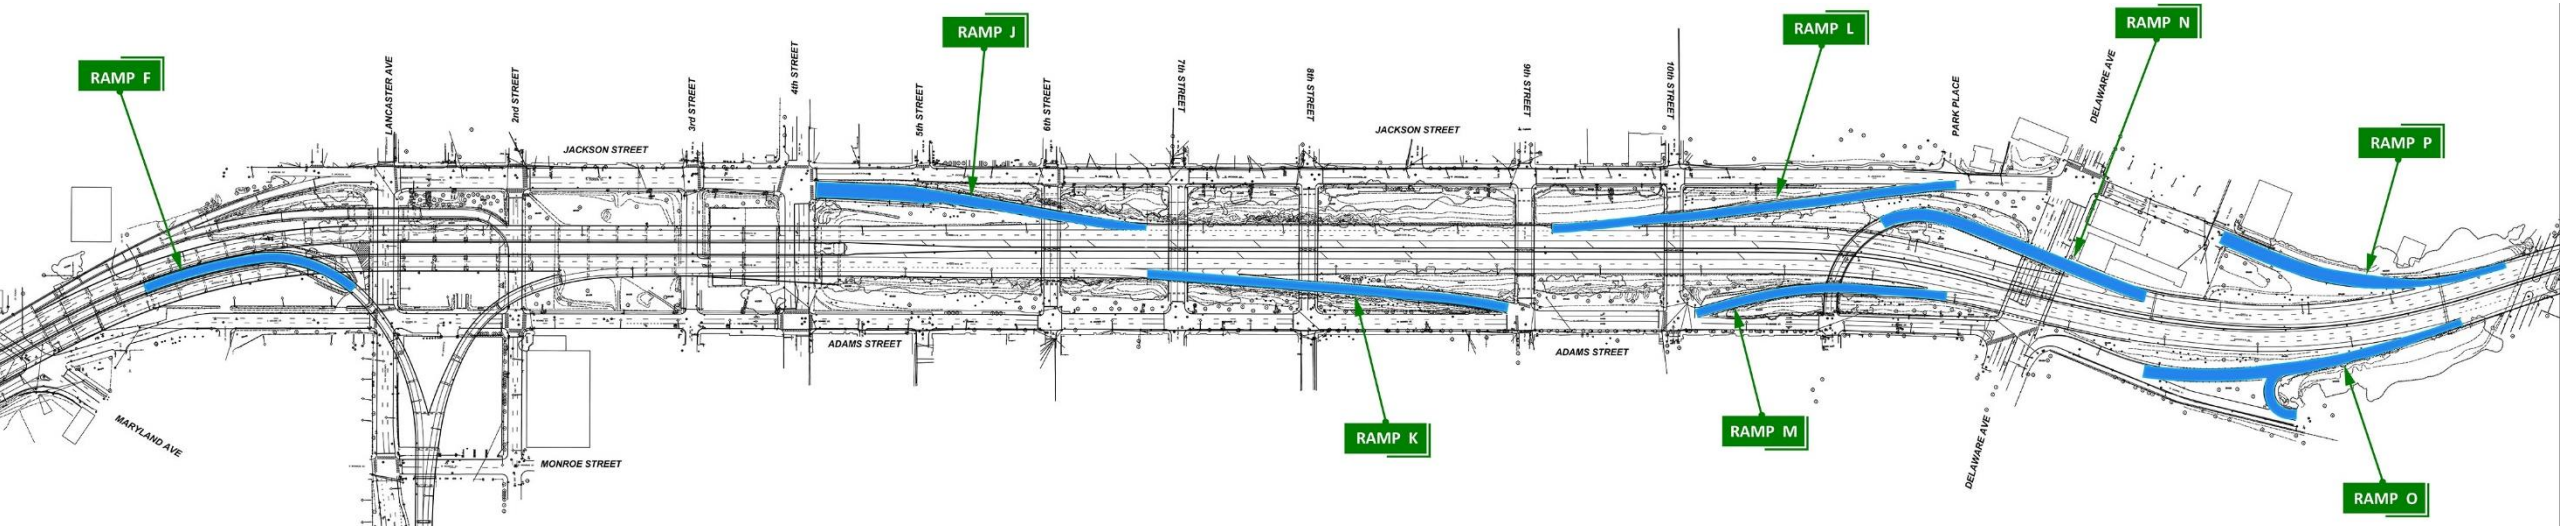 RAMP F
RAMP J
RAMP L
RAMP N
RAMP P
LANCASTER AVE
2nd STREET
3rd STREET
4th STREET
5th STREET
6th STREET
7th STREET
8th STREET
9th STREET
10th STREET
PARK PLACE
DELAWARE AVE
JACKSON STREET
JACKSON STREET
ADAMS STREET
ADAMS STREET
MARYLAND AVE
MONROE STREET
DELAWARE AVE
RAMP K
RAMP M
RAMP O